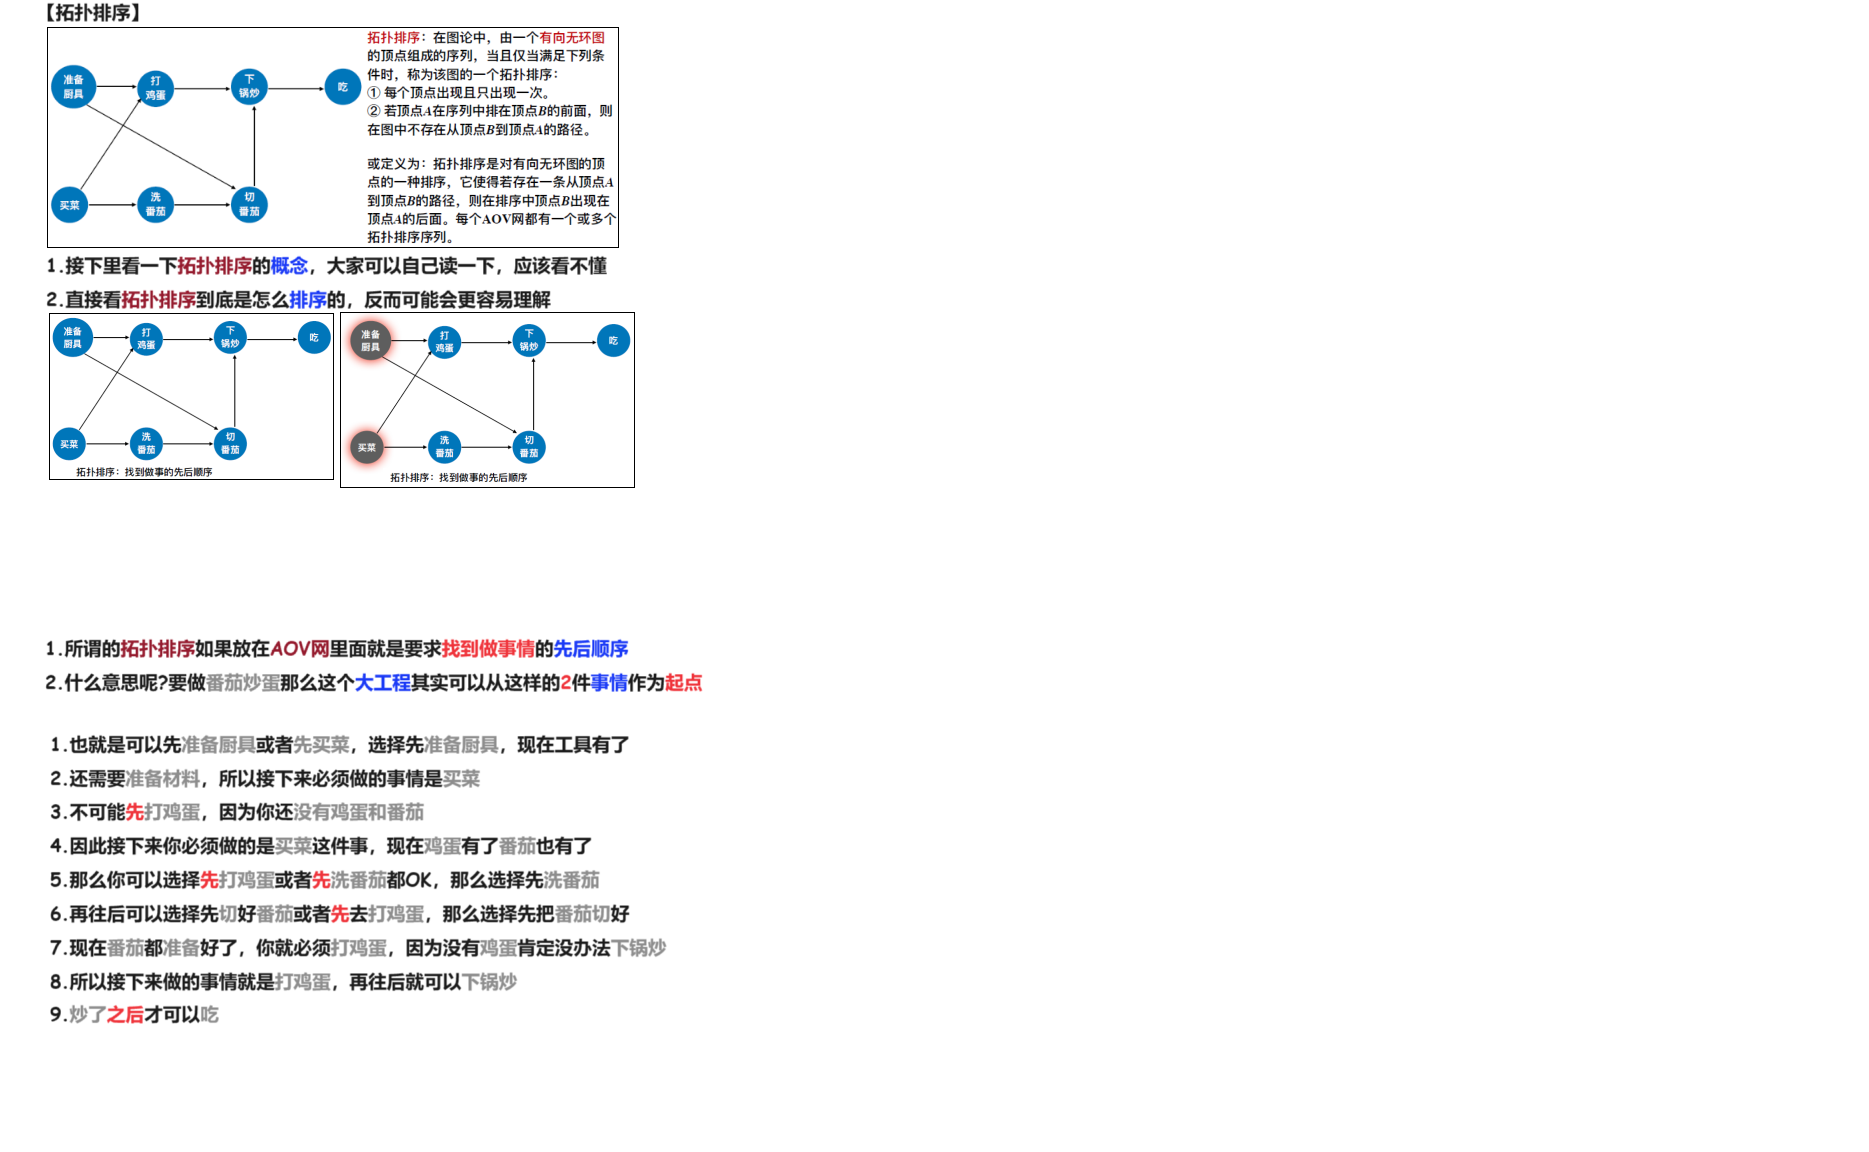 【拓扑排序】
准备
厨具
打
鸡蛋
下
锅炒
吃
买菜
洗
番茄
切
番茄
拓扑排序：在图论中，由一个有向无环图
的顶点组成的序列，当且仅当满足下列条
件时，称为该图的一个拓扑排序：
① 每个顶点出现且只出现一次。
② 若顶点A在序列中排在顶点B的前面，则
在图中不存在从顶点B到顶点A的路径。
或定义为：拓扑排序是对有向无环图的顶
点的一种排序，它使得若存在一条从顶点A
到顶点B的路径，则在排序中顶点B出现在
顶点A的后面。每个AOV网都有一个或多个
拓扑排序序列。
1.接下里看一下拓扑排序的概念，大家可以自己读一下，应该看不懂
2.直接看拓扑排序到底是怎么排序的，反而可能会更容易理解
准备
厨具
打
鸡蛋
下
锅炒
吃
买菜
洗
番茄
切
番茄
拓扑排序：找到做事的先后顺序
准备
厨具
打
鸡蛋
下
锅炒
吃
买菜
洗
番茄
切
番茄
拓扑排序：找到做事的先后顺序
1.所谓的拓扑排序如果放在AOV网里面就是要求找到做事情的先后顺序
2.什么意思呢?要做番茄炒蛋那么这个大工程其实可以从这样的2件事情作为起点
1.也就是可以先准备厨具或者先买菜，选择先准备厨具，现在工具有了
2.还需要准备材料，所以接下来必须做的事情是买菜
3.不可能先打鸡蛋，因为你还没有鸡蛋和番茄
4.因此接下来你必须做的是买菜这件事，现在鸡蛋有了番茄也有了
5.那么你可以选择先打鸡蛋或者先洗番茄都OK，那么选择先洗番茄
6.再往后可以选择先切好番茄或者先去打鸡蛋，那么选择先把番茄切好
7.现在番茄都准备好了，你就必须打鸡蛋，因为没有鸡蛋肯定没办法下锅炒
8.所以接下来做的事情就是打鸡蛋，再往后就可以下锅炒
9.炒了之后才可以吃